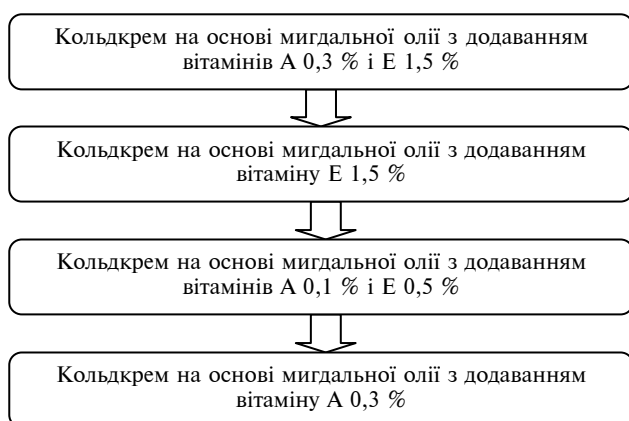 Кольдкрем на основі мигдальної олії з додаванням
вітамінів А 0,3 % і Е 1,5 %
Кольдкрем на основі мигдальної олії з додаванням
вітаміну Е 1,5 %
Кольдкрем на основі мигдальної олії з додаванням
вітамінів А 0,1 % і Е 0,5 %
Кольдкрем на основі мигдальної олії з додаванням
вітаміну А 0,3 %